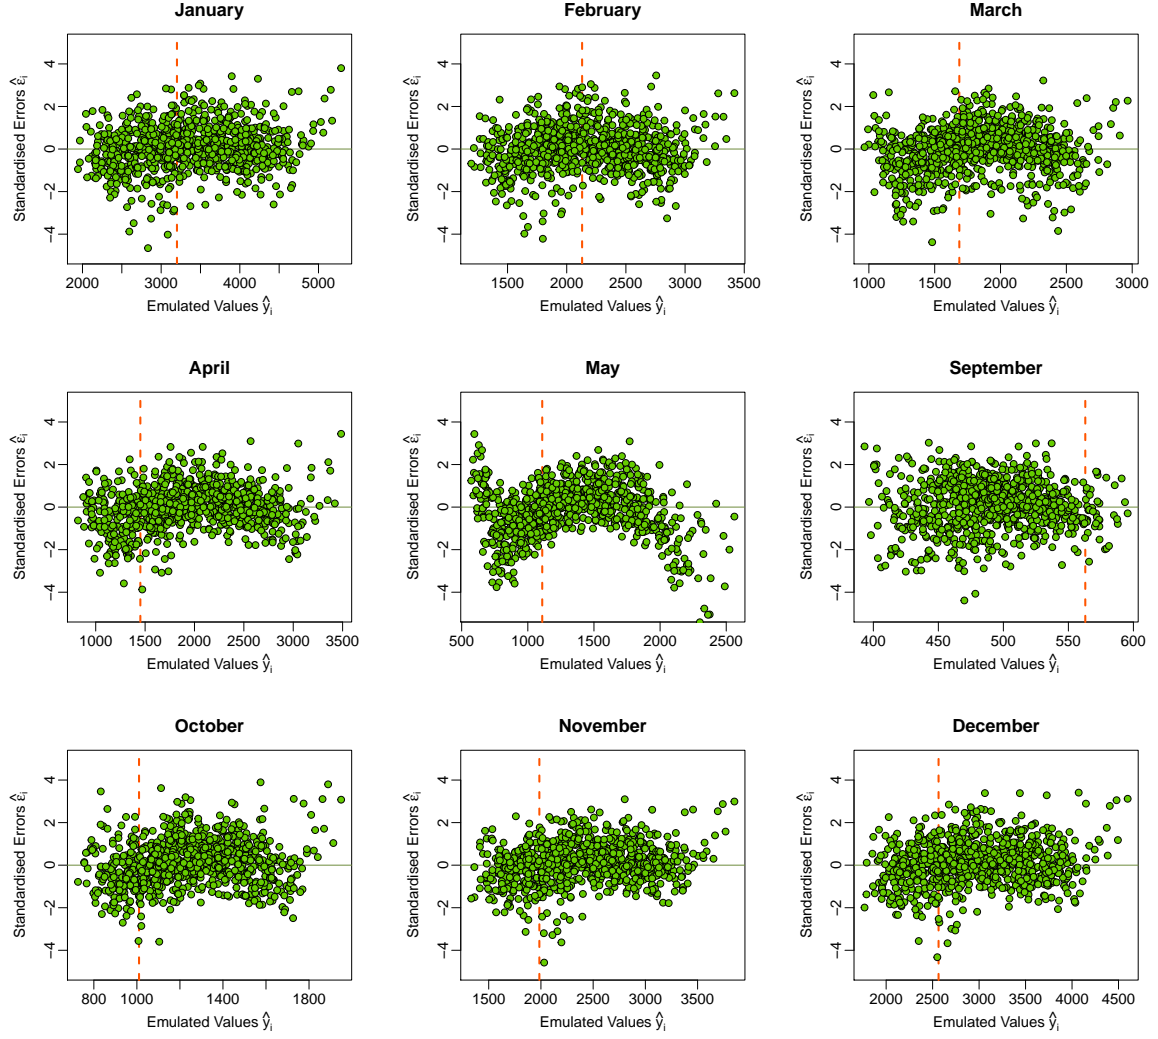 January
February
March
Standardised Errors ε̂i
−4 −2 0 2 4
2000 3000 4000 5000
Emulated Values ŷi
Standardised Errors ε̂i
−4 −2 0 2 4
1500 2000 2500 3000 3500
Emulated Values ŷi
Standardised Errors ε̂i
−4 −2 0 2 4
1000 1500 2000 2500 3000
Emulated Values ŷi
April
May
September
Standardised Errors ε̂i
−4 −2 0 2 4
1000 1500 2000 2500 3000 3500
Emulated Values ŷi
Standardised Errors ε̂i
−4 −2 0 2 4
500 1000 1500 2000 2500
Emulated Values ŷi
Standardised Errors ε̂i
−4 −2 0 2 4
400 450 500 550 600
Emulated Values ŷi
October
November
December
Standardised Errors ε̂i
−4 −2 0 2 4
800 1000 1400 1800
Emulated Values ŷi
Standardised Errors ε̂i
−4 −2 0 2 4
1500 2000 2500 3000 3500
Emulated Values ŷi
Standardised Errors ε̂i
−4 −2 0 2 4
2000 2500 3000 3500 4000 4500
Emulated Values ŷi